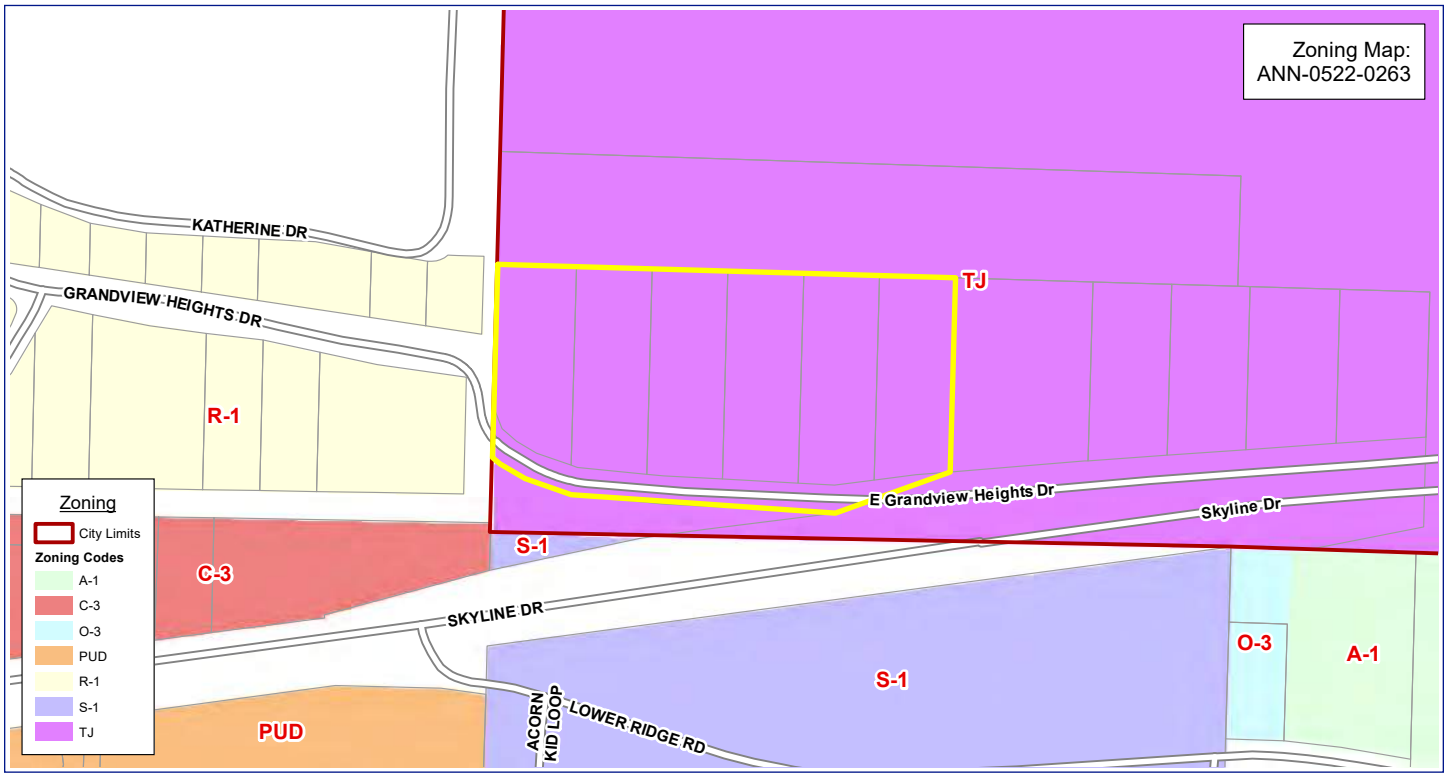 Zoning Map:
ANN-0522-0263
KATHERINE DR
GRANDVIEW HEIGHTS DR
TJ
R-1
E Grandview Heights Dr
Skyline Dr
S-1
C-3
SKYLINE DR
O-3
A-1
S-1
PUD
ACORN
KID LOOP
LOWER RIDGE RD
Zoning
City Limits
Zoning Codes
A-1
C-3
O-3
PUD
R-1
S-1
TJ